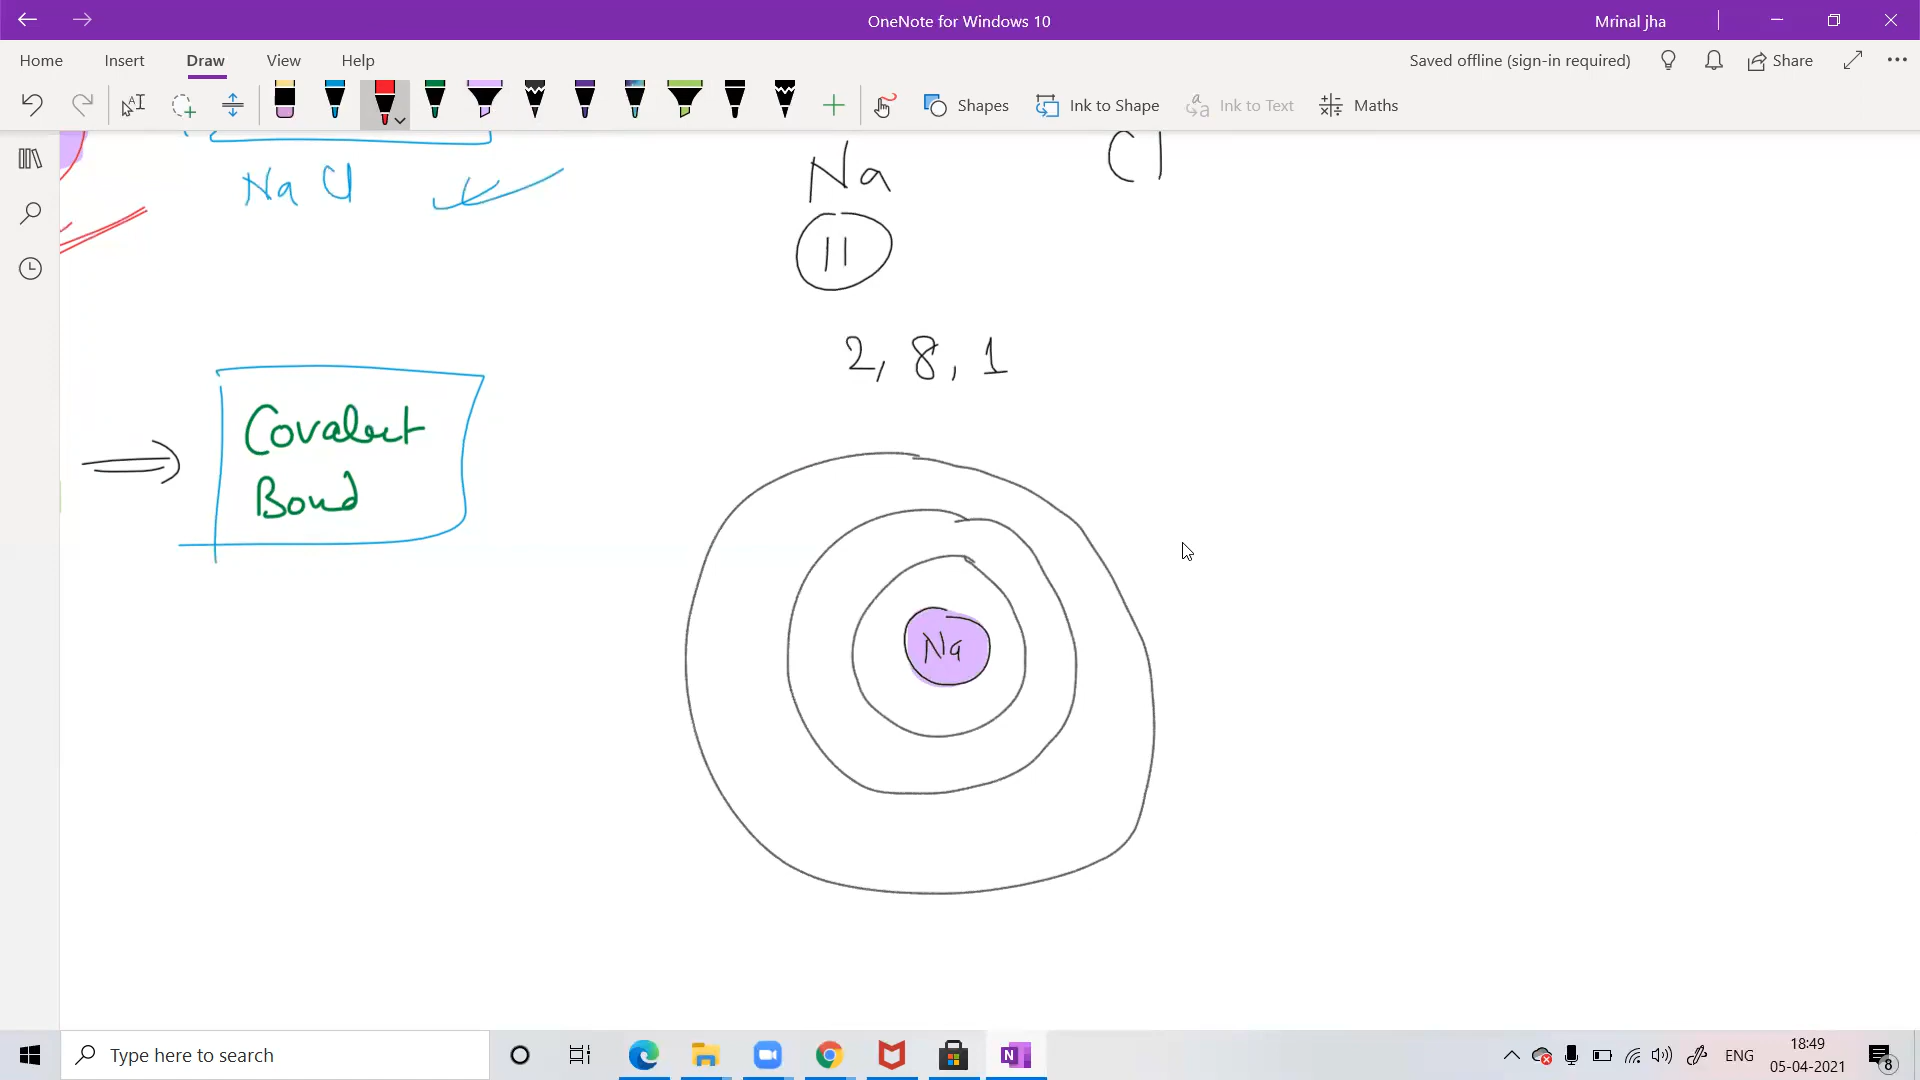 OneNote for Windows 10
Mrinal jha
Home Insert Draw View Help
Saved offline (sign-in required)
Share
Shapes
Ink to Shape
Ink to Text
Maths
Na Cl
Na
Cl
11
2, 8, 1
Covalent
Bond
Na
Type here to search
ENG
18:49
05-04-2021
8